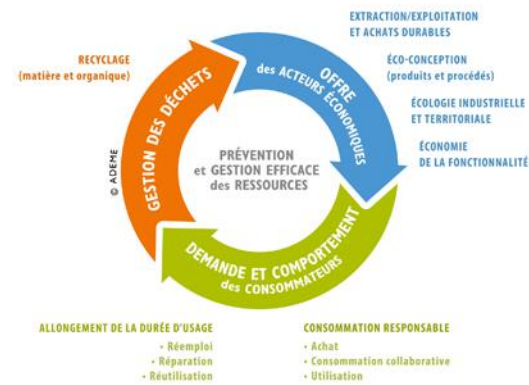 EXTRACTION/EXPLOITATION
ET ACHATS DURABLES
ÉCO-CONCEPTION
(produits et procédés)
ÉCOLOGIE INDUSTRIELLE
ET TERRITORIALE
ÉCONOMIE
DE LA FONCTIONNALITÉ
RECYCLAGE
(matière et organique)
OFFRE
des ACTEURS ÉCONOMIQUES
GESTION DES DÉCHETS
PRÉVENTION
et GESTION EFFICACE
des RESSOURCES
© ADEME
DEMANDE ET COMPORTEMENT
des CONSOMMATEURS
ALLONGEMENT DE LA DURÉE D'USAGE
• Réemploi
• Réparation
• Réutilisation
CONSOMMATION RESPONSABLE
• Achat
• Consommation collaborative
• Utilisation